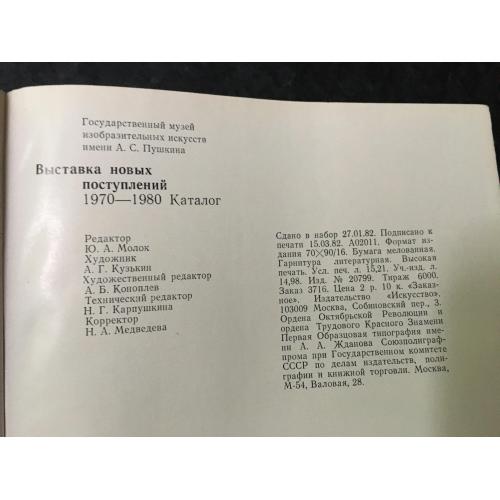 Государственный музей
изобразительных искусств
имени А. С. Пушкина
Выставка новых
поступлений
1970—1980 Каталог
Редактор
Ю. А. Молок
Художник
А. Г. Кузькин
Художественный редактор
А. Б. Коноплев
Технический редактор
Н. Г. Карпушкина
Корректор
Н. А. Медведева
Сдано в набор 27.01.82. Подписано к
печати 15.03.82. А02011. Формат из-
дания 70×90/16. Бумага мелованная.
Гарнитура литературная. Высокая
печать. Усл. печ. л. 15,21. Уч.-изд. л.
14,98. Изд. № 20799. Тираж 6000.
Заказ 3716. Цена 2 р. 10 к. «Заказ-
ное». Издательство «Искусство».
103009 Москва, Собиновский пер., 3.
Ордена Октябрьской Революции и
ордена Трудового Красного Знамени
Первая Образцовая типография име-
ни А. А. Жданова Союзполиграф-
прома при Государственном комитете
СССР по делам издательств, поли-
графии и книжной торговли. Москва,
М-54, Валовая, 28.